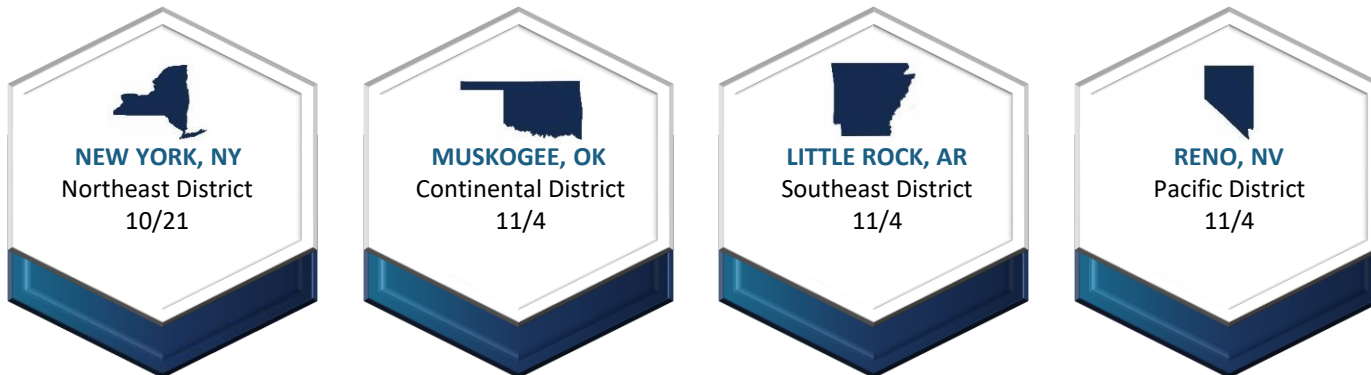 NEW YORK, NY
Northeast District
10/21
MUSKOGEE, OK
Continental District
11/4
LITTLE ROCK, AR
Southeast District
11/4
RENO, NV
Pacific District
11/4